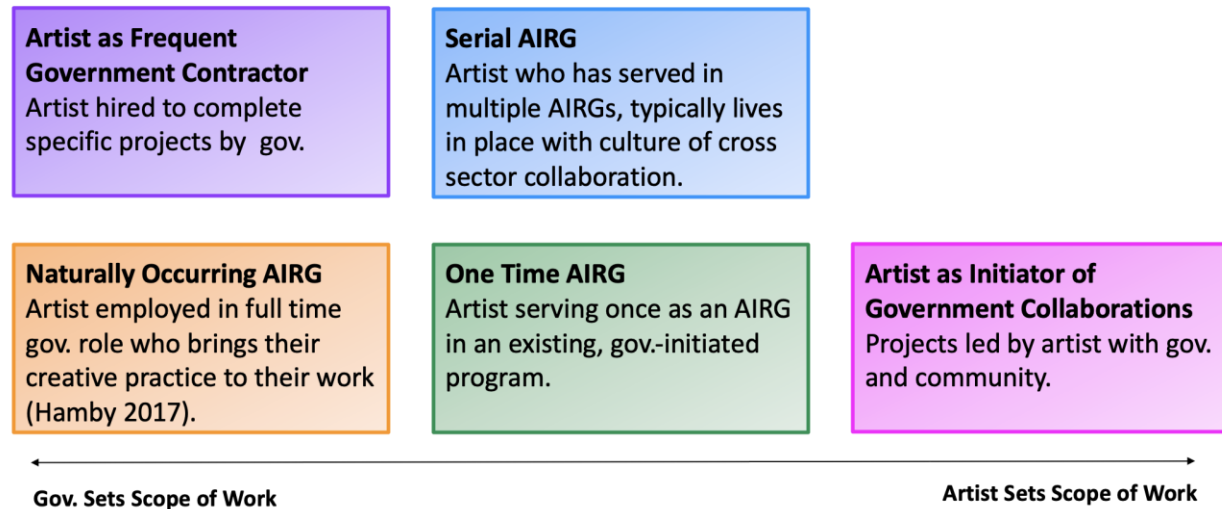 Artist as Frequent
Government Contractor
Artist hired to complete
specific projects by  gov.
Serial AIRG
Artist who has served in
multiple AIRGs, typically lives
in place with culture of cross
sector collaboration.
Naturally Occurring AIRG
Artist employed in full time
gov. role who brings their
creative practice to their work
(Hamby 2017).
One Time AIRG
Artist serving once as an AIRG
in an existing, gov.-initiated
program.
Artist as Initiator of
Government Collaborations
Projects led by artist with gov.
and community.
Gov. Sets Scope of Work
Artist Sets Scope of Work